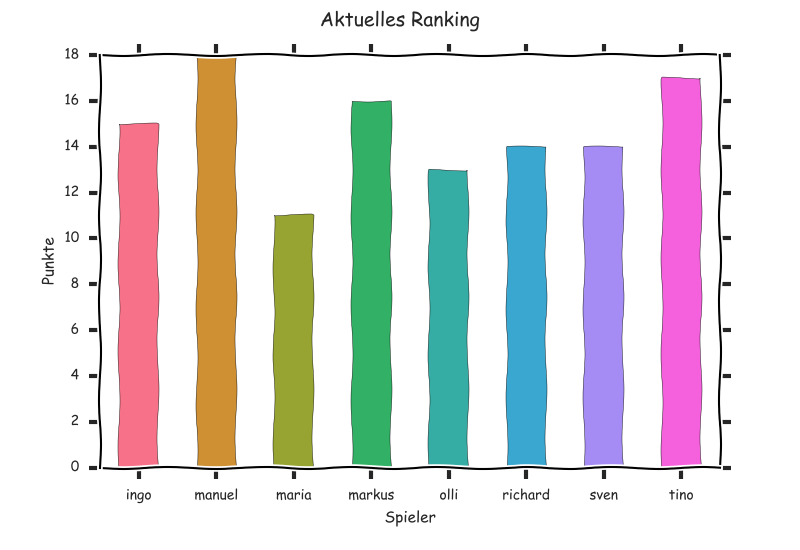 Aktuelles Ranking
18
16
14
12
10
8
6
4
2
0
Punkte
ingo manuel maria markus olli richard sven tino
Spieler